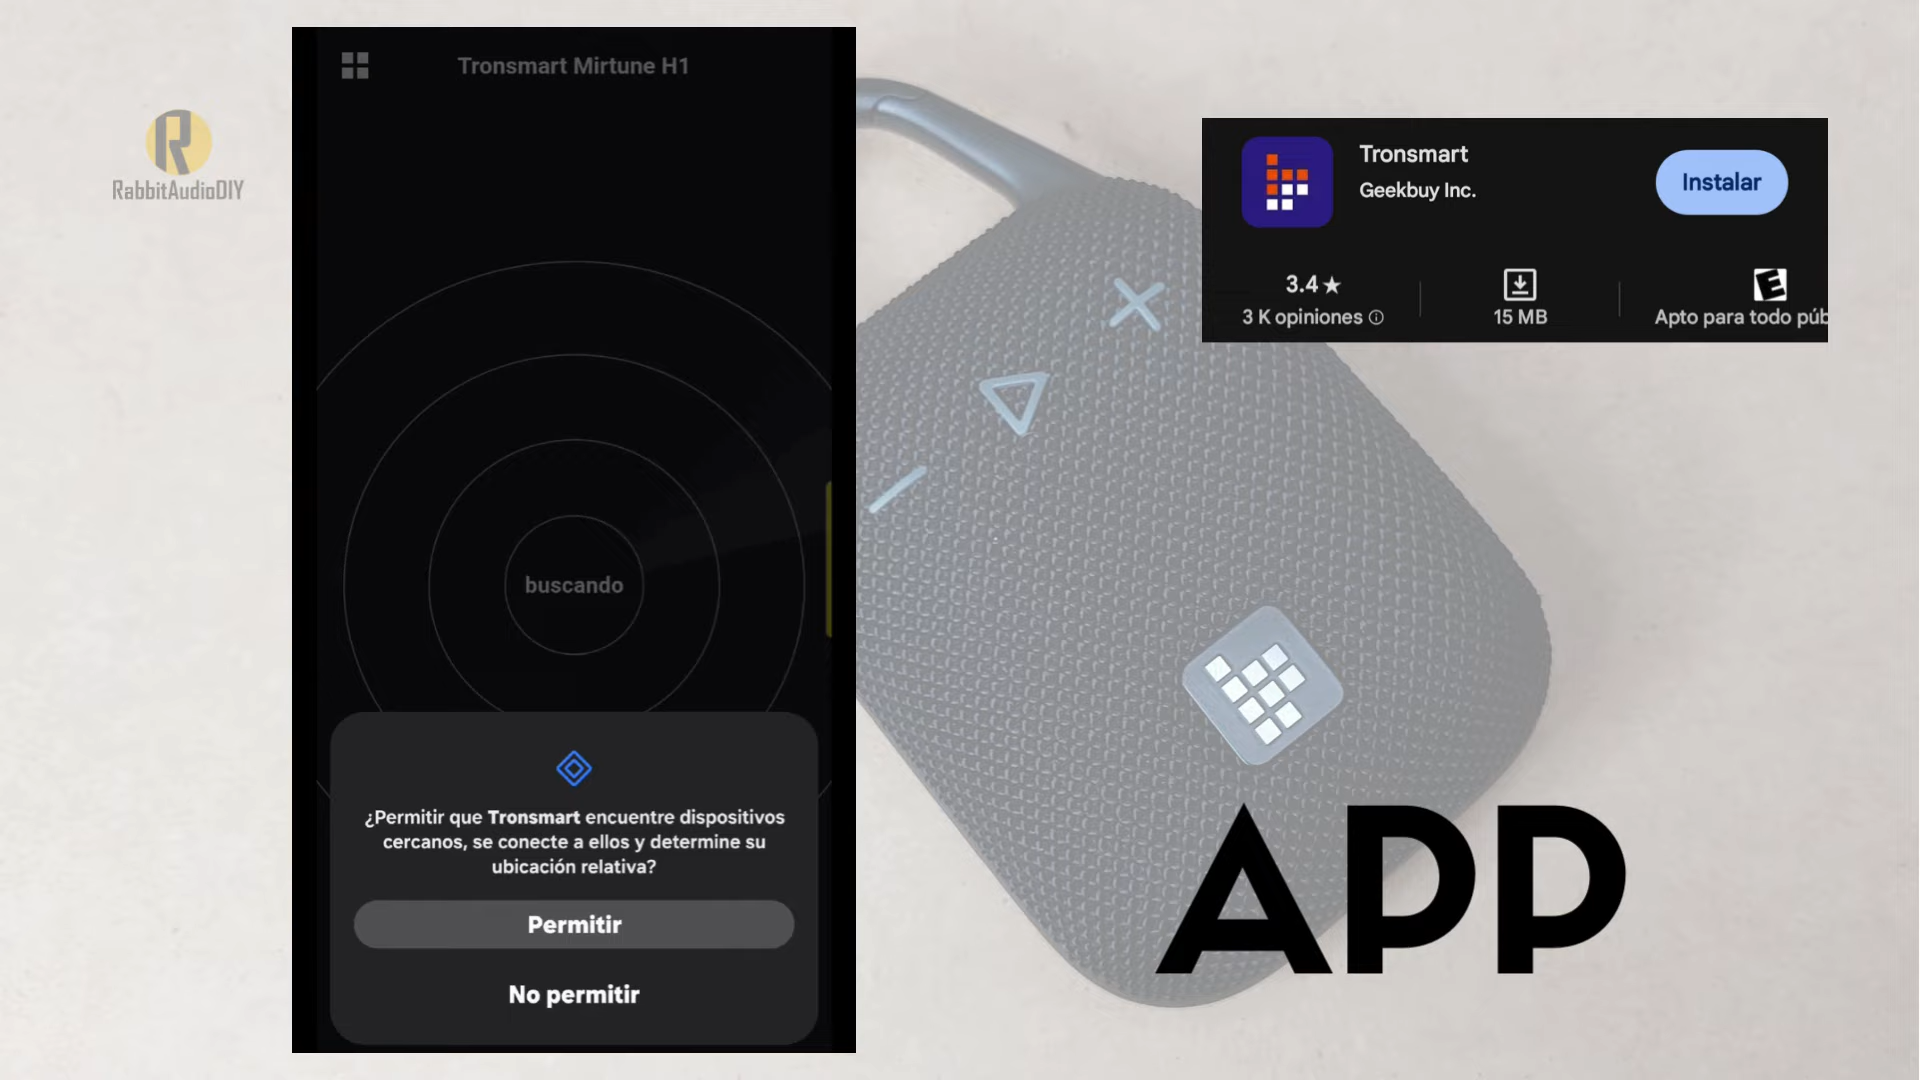 RabbitAudioDIY
Tronsmart Mirtune H1
buscando
¿Permitir que Tronsmart encuentre dispositivos
cercanos, se conecte a ellos y determine su
ubicación relativa?
Permitir
No permitir
Tronsmart
Geekbuy Inc.
Instalar
3.4★
3 K opiniones
15 MB
Apto para todo púb
APP